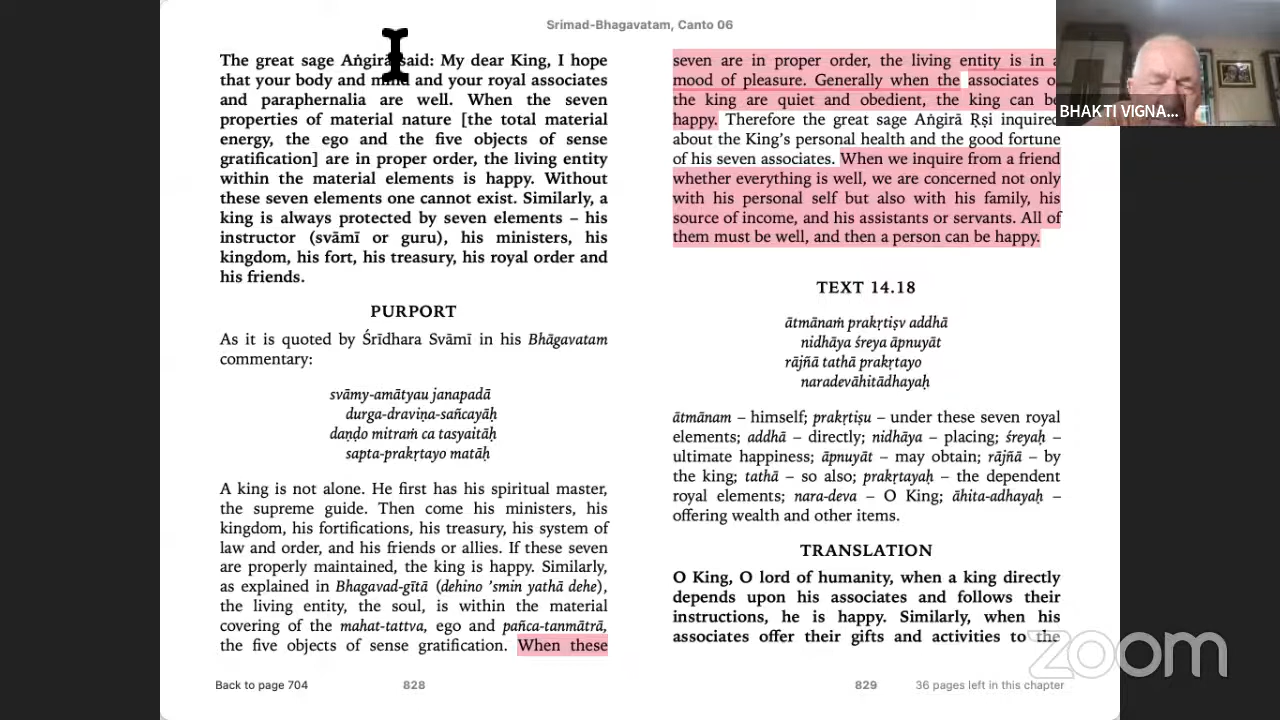 Srimad-Bhagavatam, Canto 06
The great sage Aṅgirā said: My dear King, I hope
that your body and mind and your royal associates
and paraphernalia are well. When the seven
properties of material nature [the total material
energy, the ego and the five objects of sense
gratification] are in proper order, the living entity
within the material elements is happy. Without
these seven elements one cannot exist. Similarly, a
king is always protected by seven elements – his
instructor (svāmī or guru), his ministers, his
kingdom, his fort, his treasury, his royal order and
his friends.
PURPORT
As it is quoted by Śrīdhara Svāmī in his Bhāgavatam
commentary:
svāmy-amātyau janapadā
durga-draviṇa-sañcayāḥ
daṇḍo mitraṁ ca tasyaitāḥ
sapta-prakṛtayo matāḥ
A king is not alone. He first has his spiritual master,
the supreme guide. Then come his ministers, his
kingdom, his fortifications, his treasury, his system of
law and order, and his friends or allies. If these seven
are properly maintained, the king is happy. Similarly,
as explained in Bhagavad-gītā (dehino 'smin yathā dehe),
the living entity, the soul, is within the material
covering of the mahat-tattva, ego and pañca-tanmātrā,
the five objects of sense gratification. When these
Back to page 704
828
seven are in proper order, the living entity is in a
mood of pleasure. Generally when the associates of
the king are quiet and obedient, the king can be
happy. Therefore the great sage Aṅgirā Ṛṣi inquired
about the King's personal health and the good fortune
of his seven associates. When we inquire from a friend
whether everything is well, we are concerned not only
with his personal self but also with his family, his
source of income, and his assistants or servants. All of
them must be well, and then a person can be happy.
TEXT 14.18
ātmānaṁ prakṛtiṣv addhā
nidhāya śreya āpnuyāt
rājñā tathā prakṛtayo
naradevāhitādhayaḥ
ātmānam – himself; prakṛtiṣu – under these seven royal
elements; addhā – directly; nidhāya – placing; śreyaḥ –
ultimate happiness; āpnuyāt – may obtain; rājñā – by
the king; tathā – so also; prakṛtayaḥ – the dependent
royal elements; nara-deva – O King; āhita-adhayaḥ –
offering wealth and other items.
TRANSLATION
O King, O lord of humanity, when a king directly
depends upon his associates and follows their
instructions, he is happy. Similarly, when his
associates offer their gifts and activities to the
829
36 pages left in this chapter
BHAKTI VIGNA...
zoom